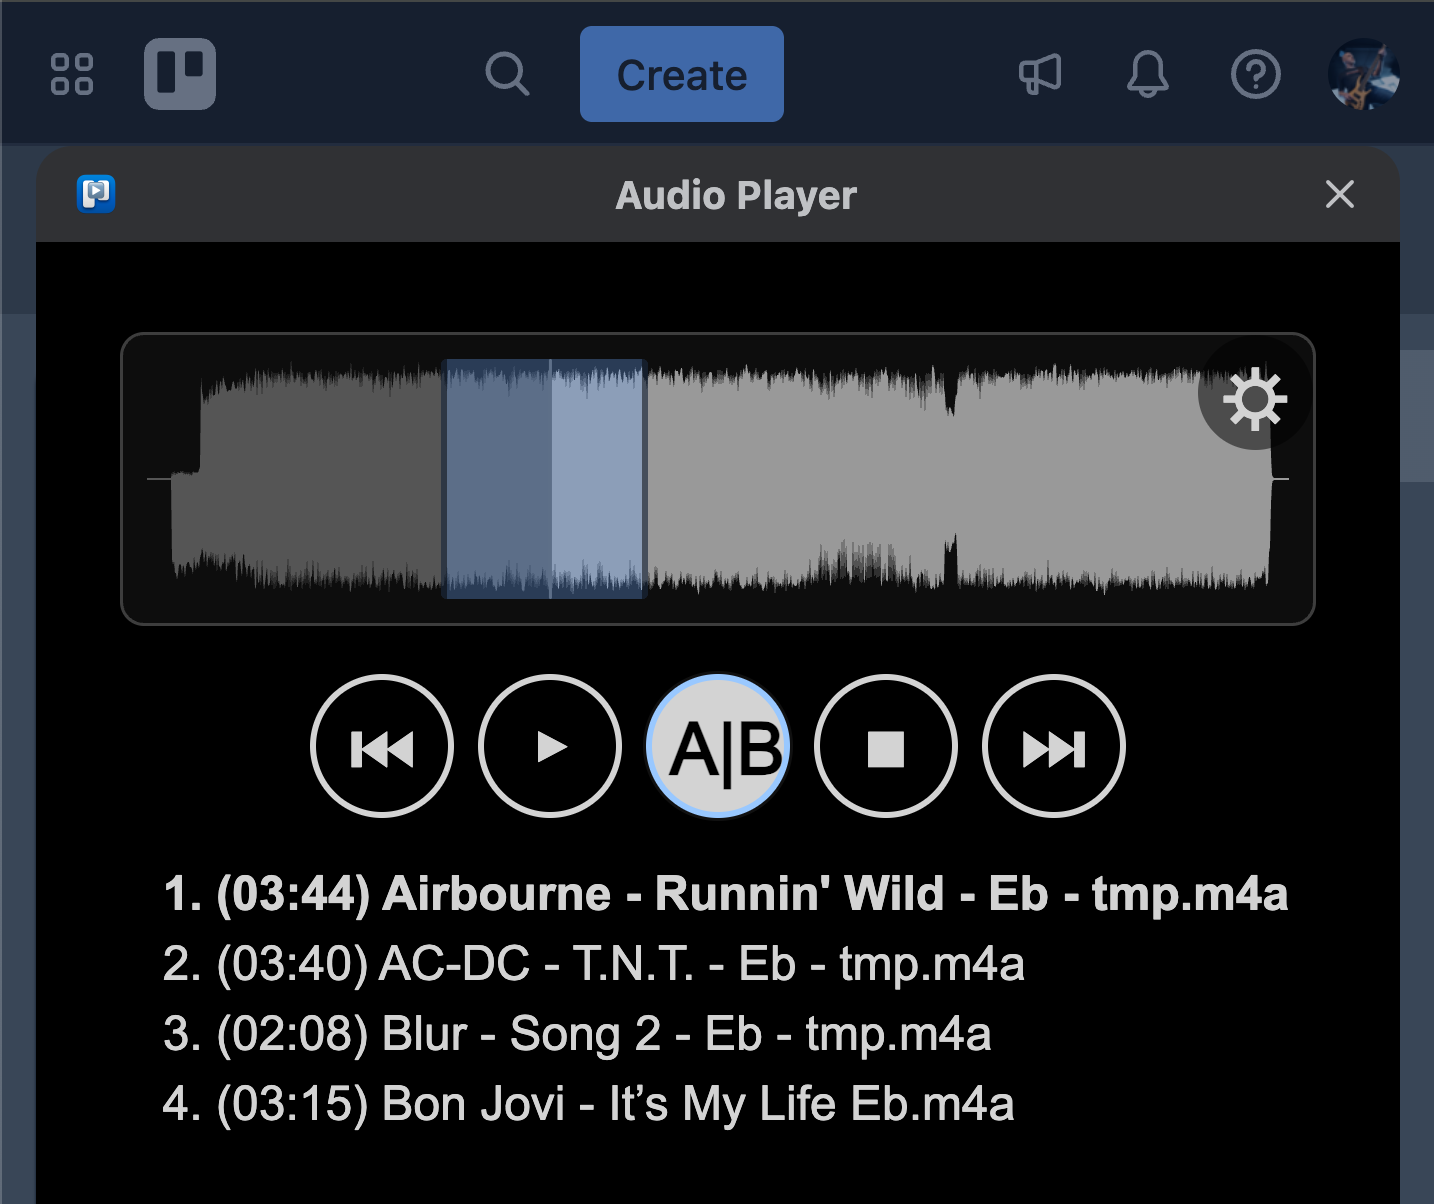 Create
Audio Player
A|B
1. (03:44) Airbourne - Runnin' Wild - Eb - tmp.m4a
2. (03:40) AC-DC - T.N.T. - Eb - tmp.m4a
3. (02:08) Blur - Song 2 - Eb - tmp.m4a
4. (03:15) Bon Jovi - It’s My Life Eb.m4a